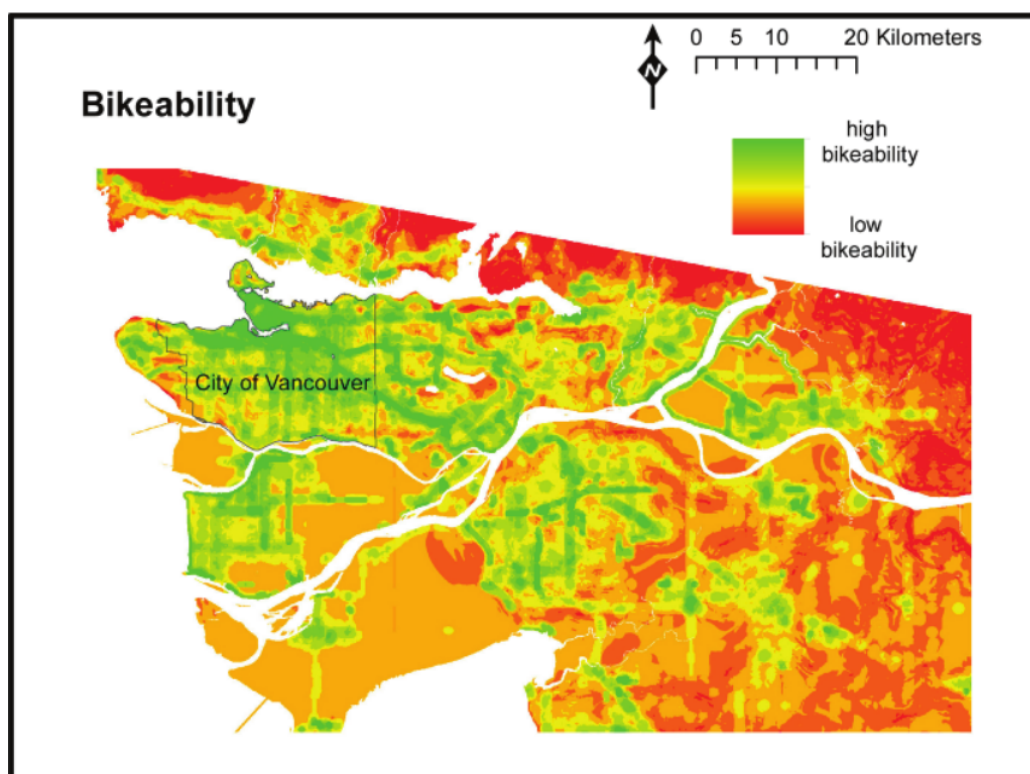 0 5 10 20 Kilometers
N
Bikeability
high
bikeability
low
bikeability
City of Vancouver